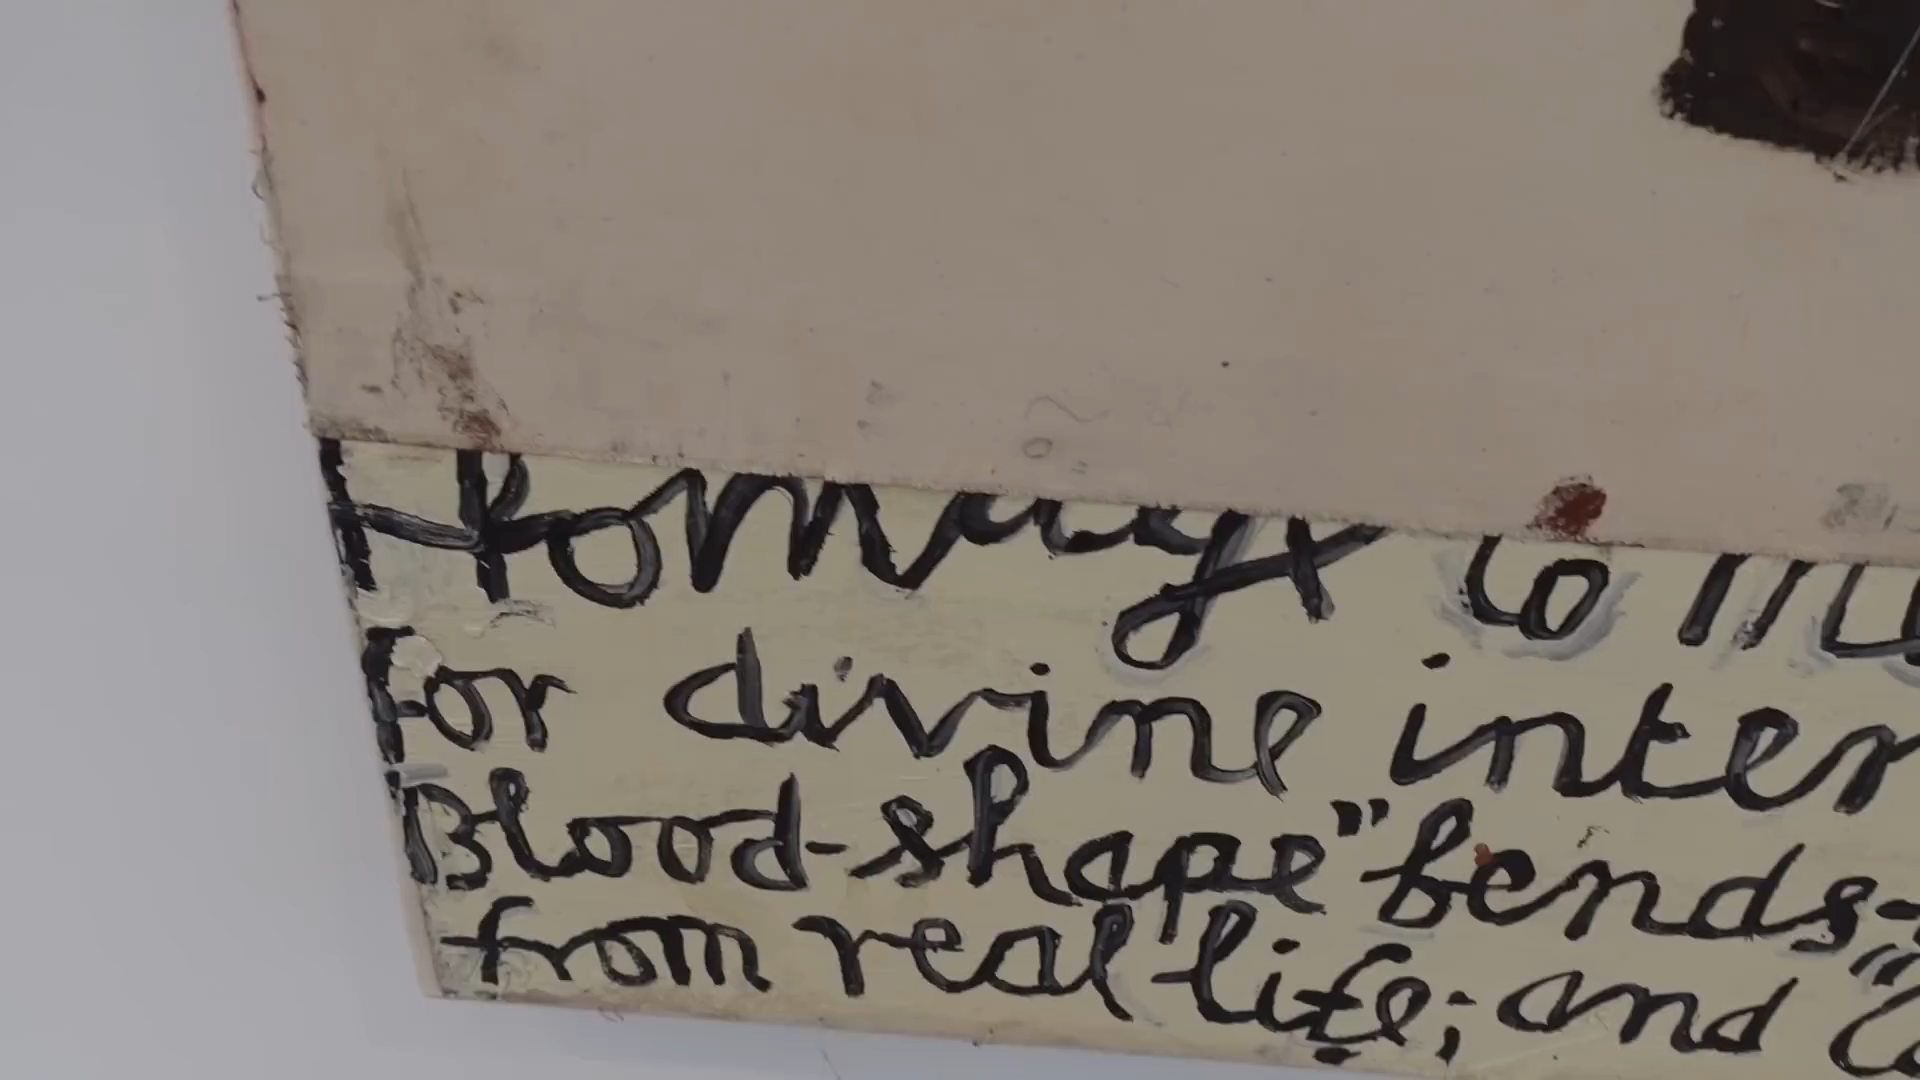 Homage to
for divine inter
Blood-shape" bends-
from real-life; and